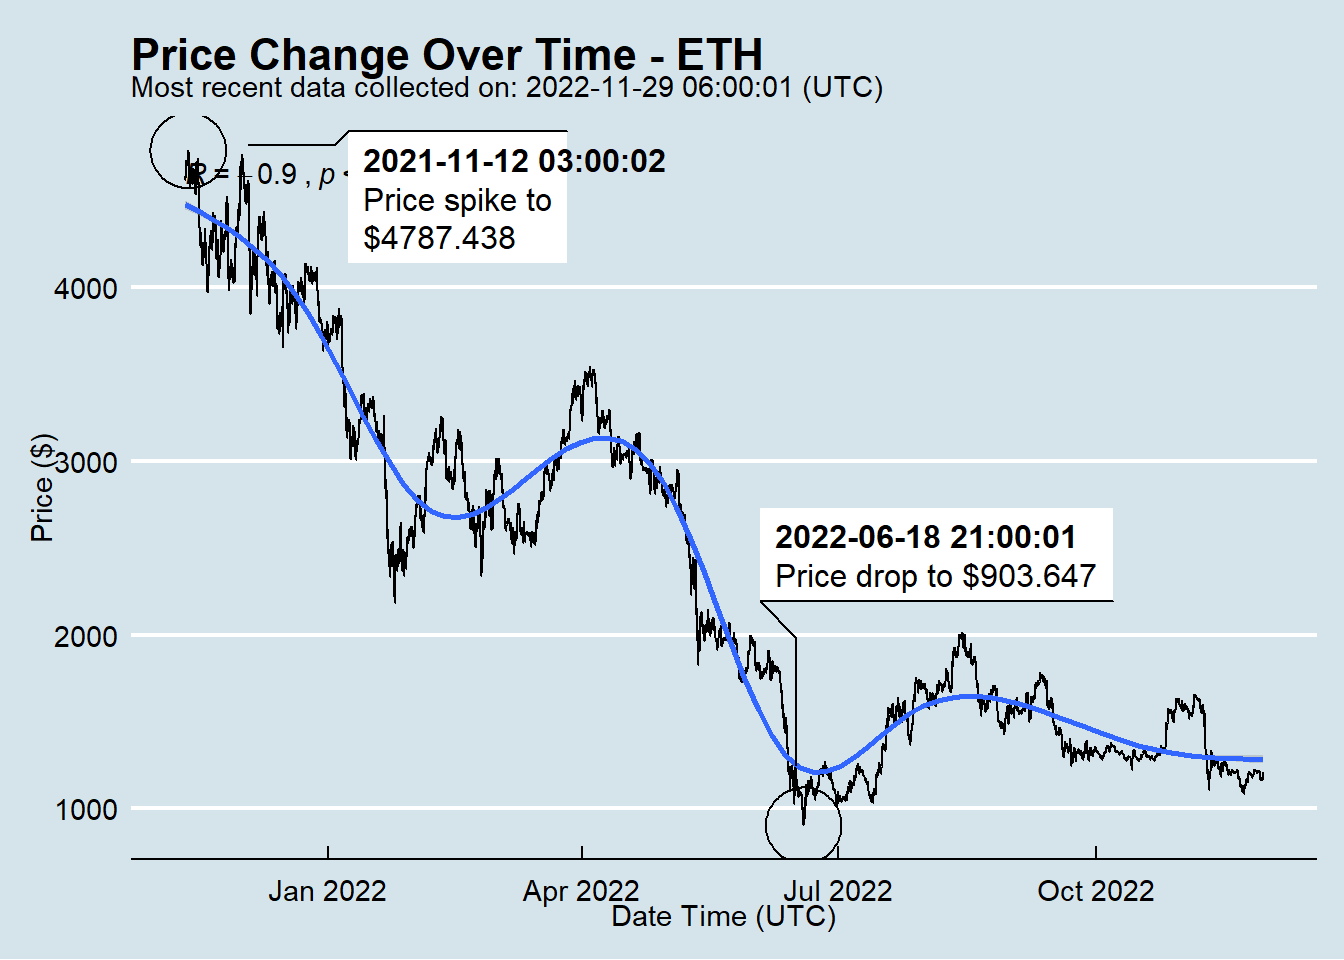 Price Change Over Time - ETH
Most recent data collected on: 2022-11-29 06:00:01 (UTC)
2021-11-12 03:00:02
Price spike to
$4787.438
R = −0.9 , p <
4000
3000
2000
1000
Price ($)
2022-06-18 21:00:01
Price drop to $903.647
Jan 2022
Apr 2022
Jul 2022
Oct 2022
Date Time (UTC)